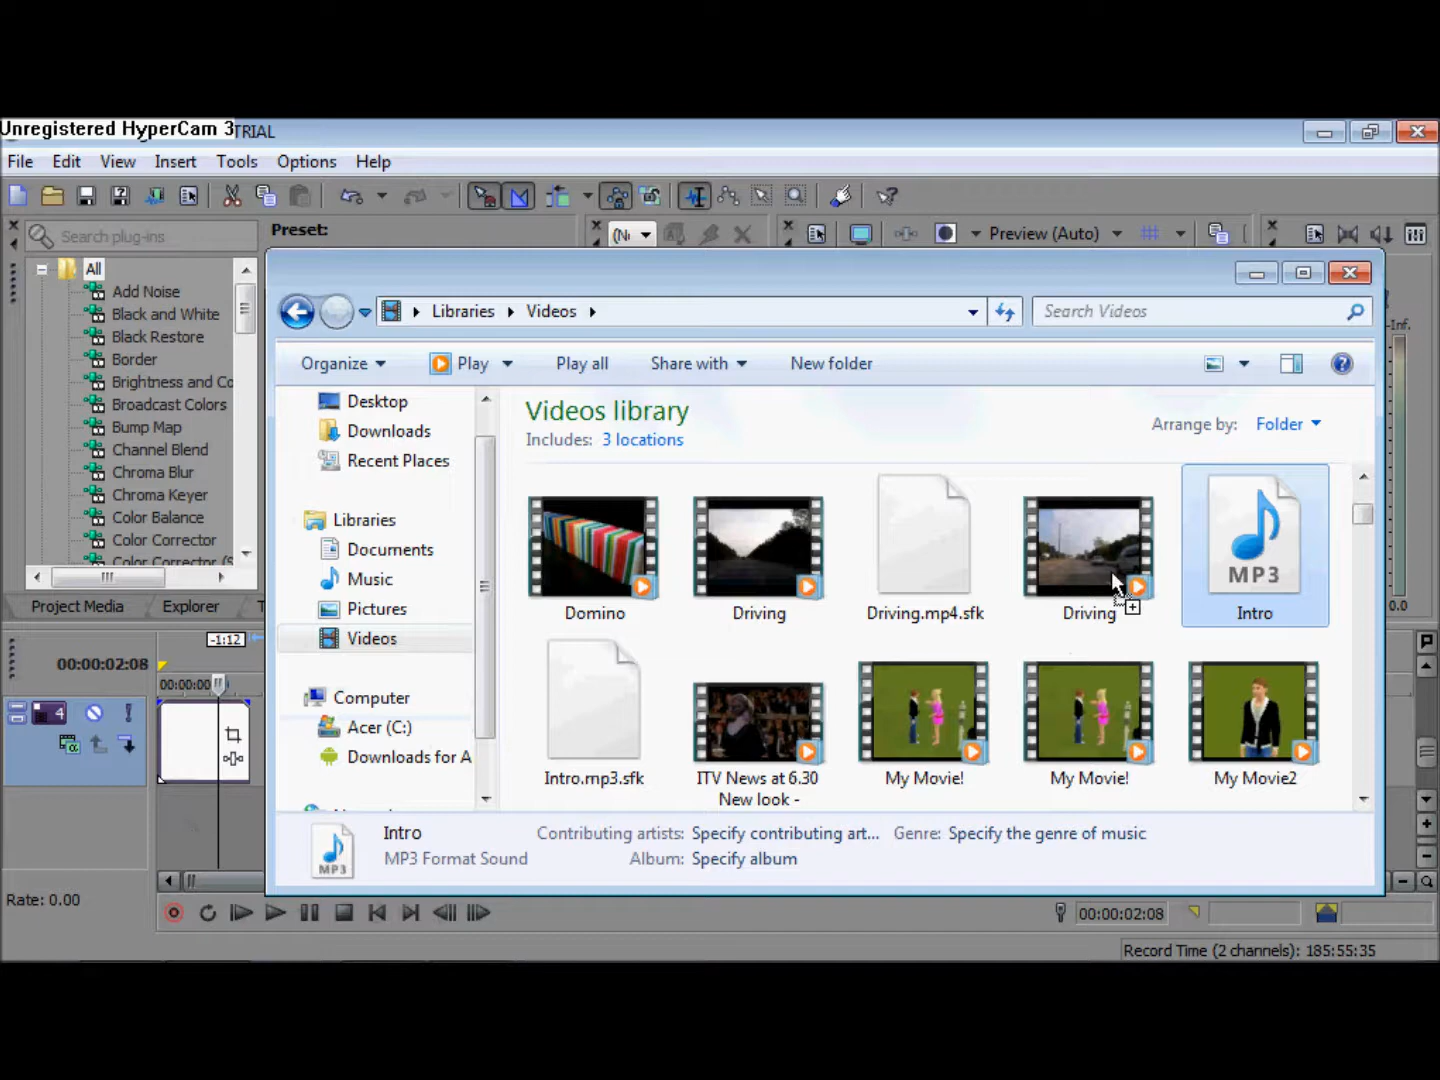 Unregistered HyperCam 3 TRIAL
File Edit View Insert Tools Options Help
Search plug-ins
Preset:
Preview (Auto)
All
Add Noise
Black and White
Black Restore
Border
Brightness and Co
Broadcast Colors
Bump Map
Channel Blend
Chroma Blur
Chroma Keyer
Color Balance
Color Corrector
Color Corrector (S
Project Media Explorer
Libraries Videos
Search Videos
Organize Play Play all Share with New folder
Desktop
Downloads
Recent Places
Libraries
Documents
Music
Pictures
Videos
Computer
Acer (C:)
Downloads for A
Videos library
Includes: 3 locations
Arrange by: Folder
MP3
Domino Driving Driving.mp4.sfk Driving Intro
Intro.mp3.sfk ITV News at 6.30 My Movie! My Movie! My Movie2
New look -
Intro Contributing artists: Specify contributing art... Genre: Specify the genre of music
MP3 Format Sound Album: Specify album
MP3
-Inf.
0.0
-1:12
00:00:02:08
00:00:00
4
Rate: 0.00
00:00:02:08
Record Time (2 channels): 185:55:35